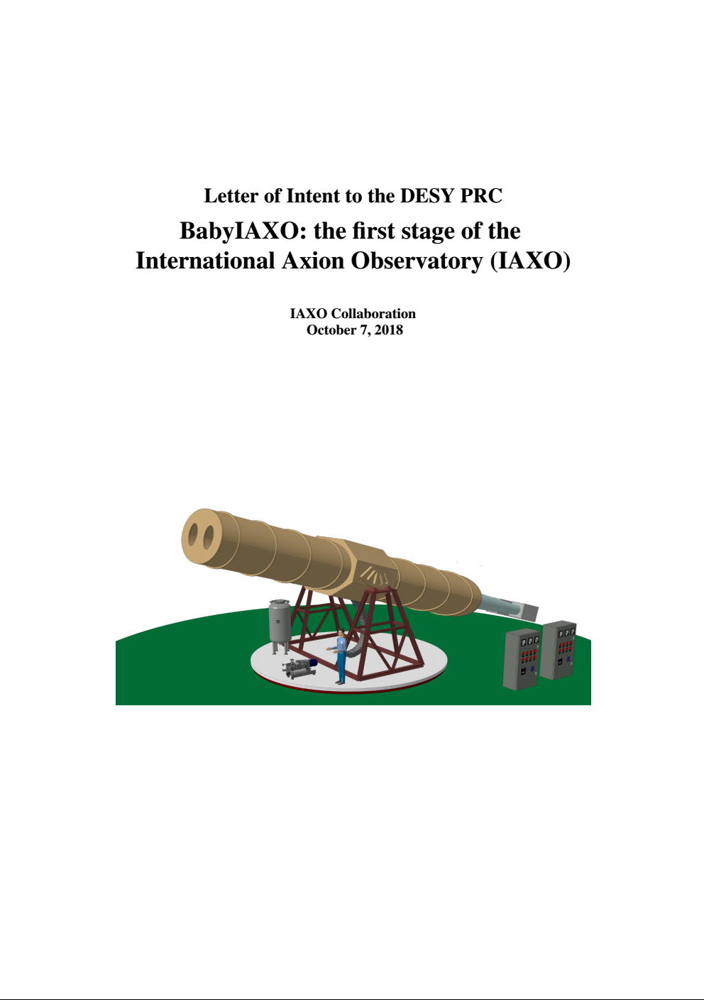 Letter of Intent to the DESY PRC
BabyIAXO: the first stage of the
International Axion Observatory (IAXO)
IAXO Collaboration
October 7, 2018